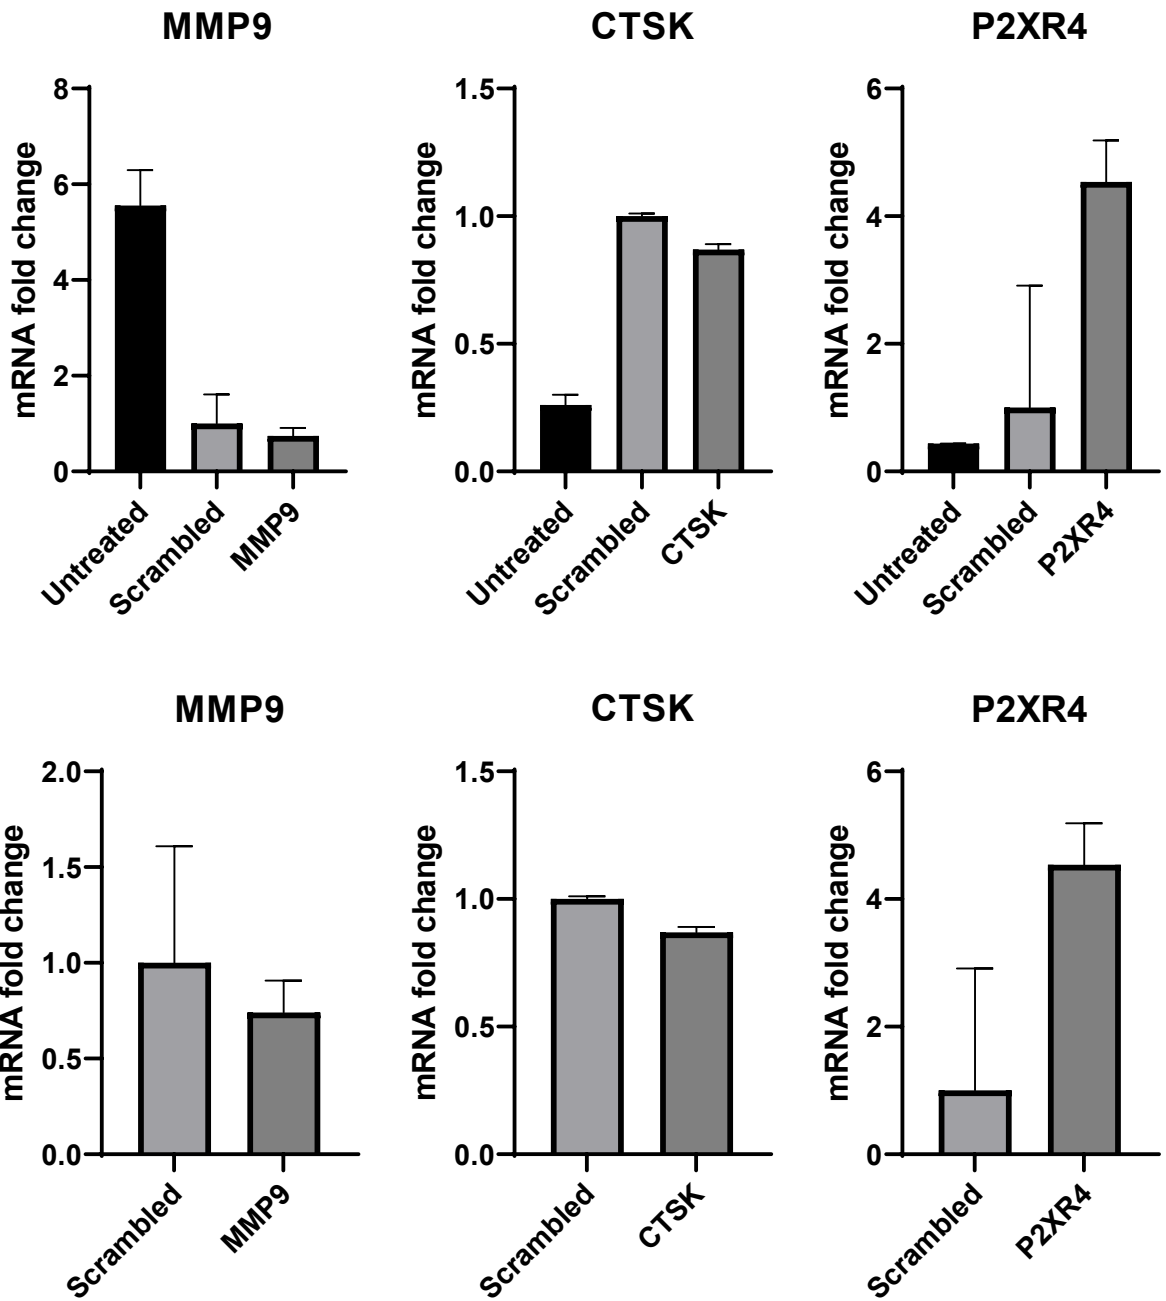 MMP9
CTSK
P2XR4
mRNA fold change
8
6
4
2
0
Untreated
Scrambled
MMP9
mRNA fold change
1.5
1.0
0.5
0.0
Untreated
Scrambled
CTSK
mRNA fold change
6
4
2
0
Untreated
Scrambled
P2XR4
MMP9
CTSK
P2XR4
mRNA fold change
2.0
1.5
1.0
0.5
0.0
Scrambled
MMP9
mRNA fold change
1.5
1.0
0.5
0.0
Scrambled
CTSK
mRNA fold change
6
4
2
0
Scrambled
P2XR4